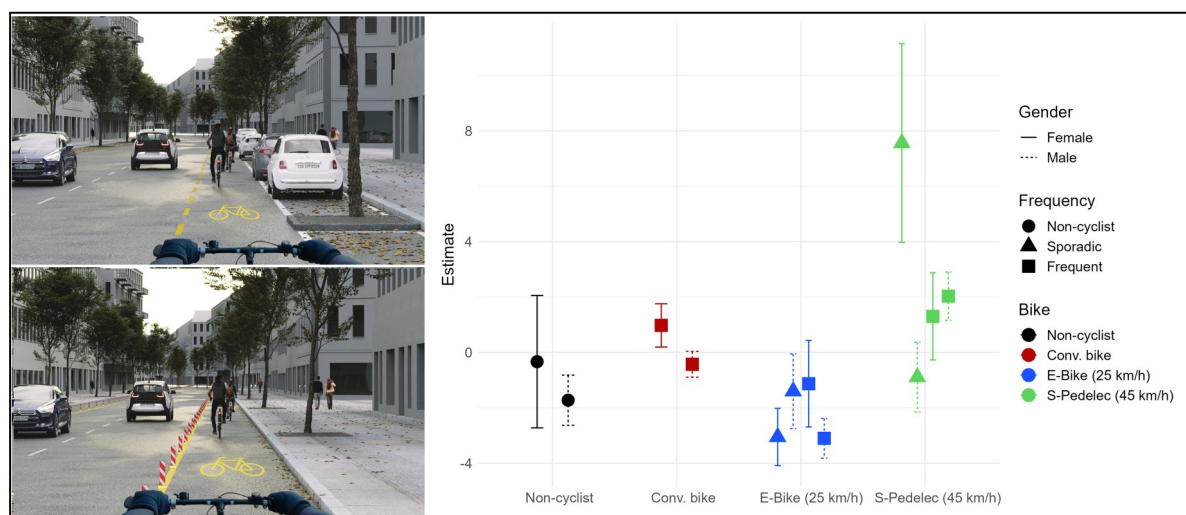 8
4
0
-4
Estimate
Non-cyclist
Conv. bike
E-Bike (25 km/h)
S-Pedelec (45 km/h)
Gender
Female
Male
Frequency
Non-cyclist
Sporadic
Frequent
Bike
Non-cyclist
Conv. bike
E-Bike (25 km/h)
S-Pedelec (45 km/h)